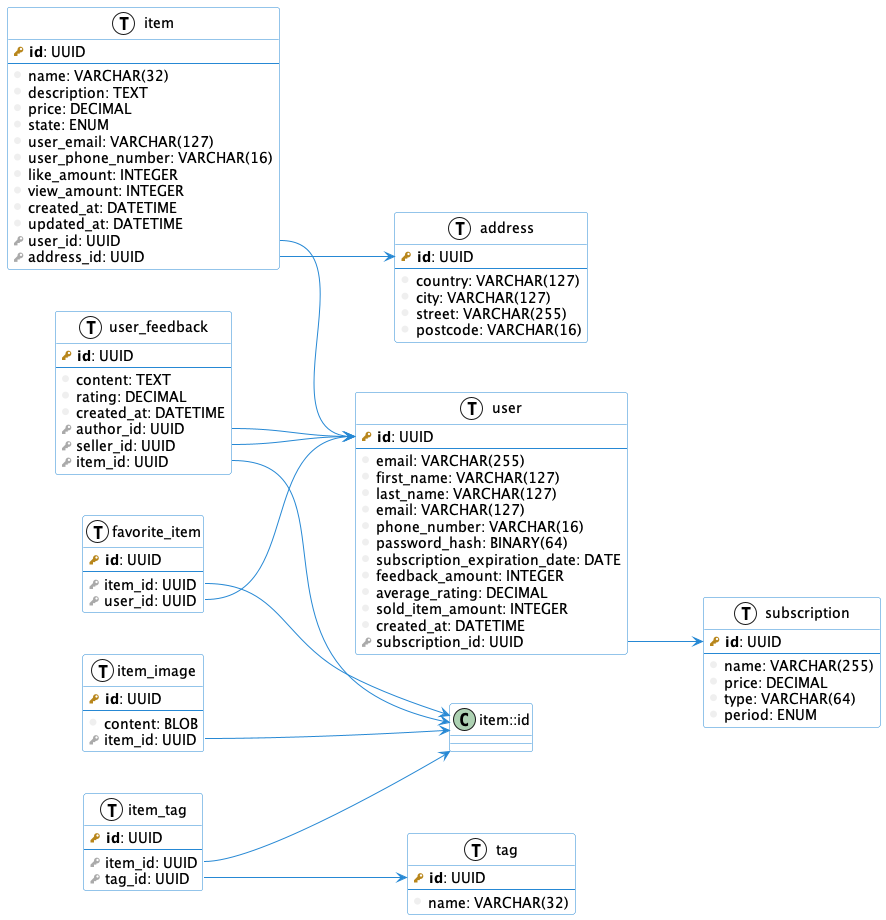 T item
id: UUID
name: VARCHAR(32)
description: TEXT
price: DECIMAL
state: ENUM
user_email: VARCHAR(127)
user_phone_number: VARCHAR(16)
like_amount: INTEGER
view_amount: INTEGER
created_at: DATETIME
updated_at: DATETIME
user_id: UUID
address_id: UUID
T address
id: UUID
country: VARCHAR(127)
city: VARCHAR(127)
street: VARCHAR(255)
postcode: VARCHAR(16)
T user_feedback
id: UUID
content: TEXT
rating: DECIMAL
created_at: DATETIME
author_id: UUID
seller_id: UUID
item_id: UUID
T user
id: UUID
email: VARCHAR(255)
first_name: VARCHAR(127)
last_name: VARCHAR(127)
email: VARCHAR(127)
phone_number: VARCHAR(16)
password_hash: BINARY(64)
subscription_expiration_date: DATE
feedback_amount: INTEGER
average_rating: DECIMAL
sold_item_amount: INTEGER
created_at: DATETIME
subscription_id: UUID
T favorite_item
id: UUID
item_id: UUID
user_id: UUID
T subscription
id: UUID
name: VARCHAR(255)
price: DECIMAL
type: VARCHAR(64)
period: ENUM
T item_image
id: UUID
content: BLOB
item_id: UUID
C item::id
T item_tag
id: UUID
item_id: UUID
tag_id: UUID
T tag
id: UUID
name: VARCHAR(32)